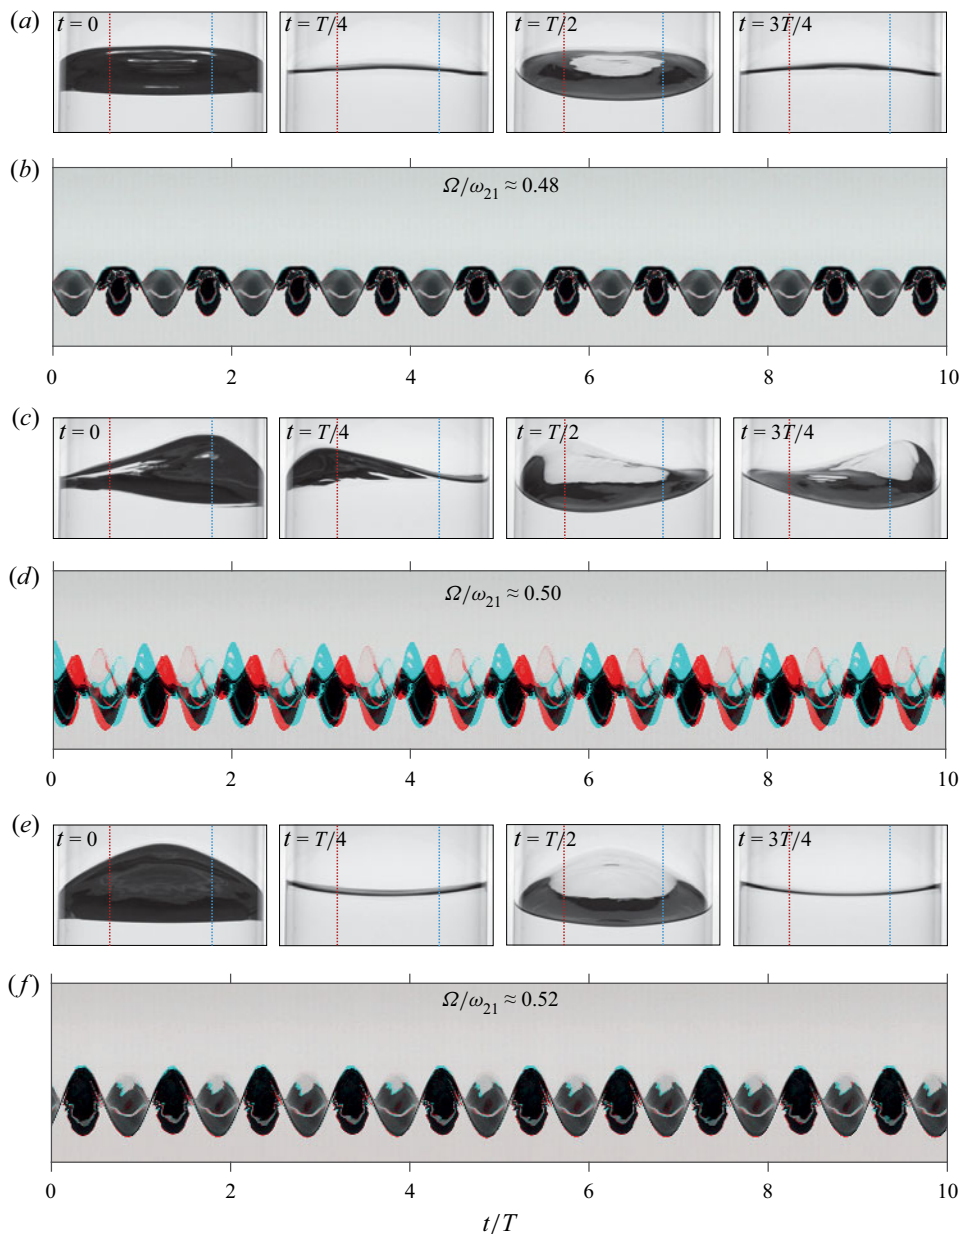 (a) t = 0 t = T/4 t = T/2 t = 3T/4
(b) Ω/ω21 ≈ 0.48
0 2 4 6 8 10
(c) t = 0 t = T/4 t = T/2 t = 3T/4
(d) Ω/ω21 ≈ 0.50
0 2 4 6 8 10
(e) t = 0 t = T/4 t = T/2 t = 3T/4
(f) Ω/ω21 ≈ 0.52
0 2 4 6 8 10
t/T